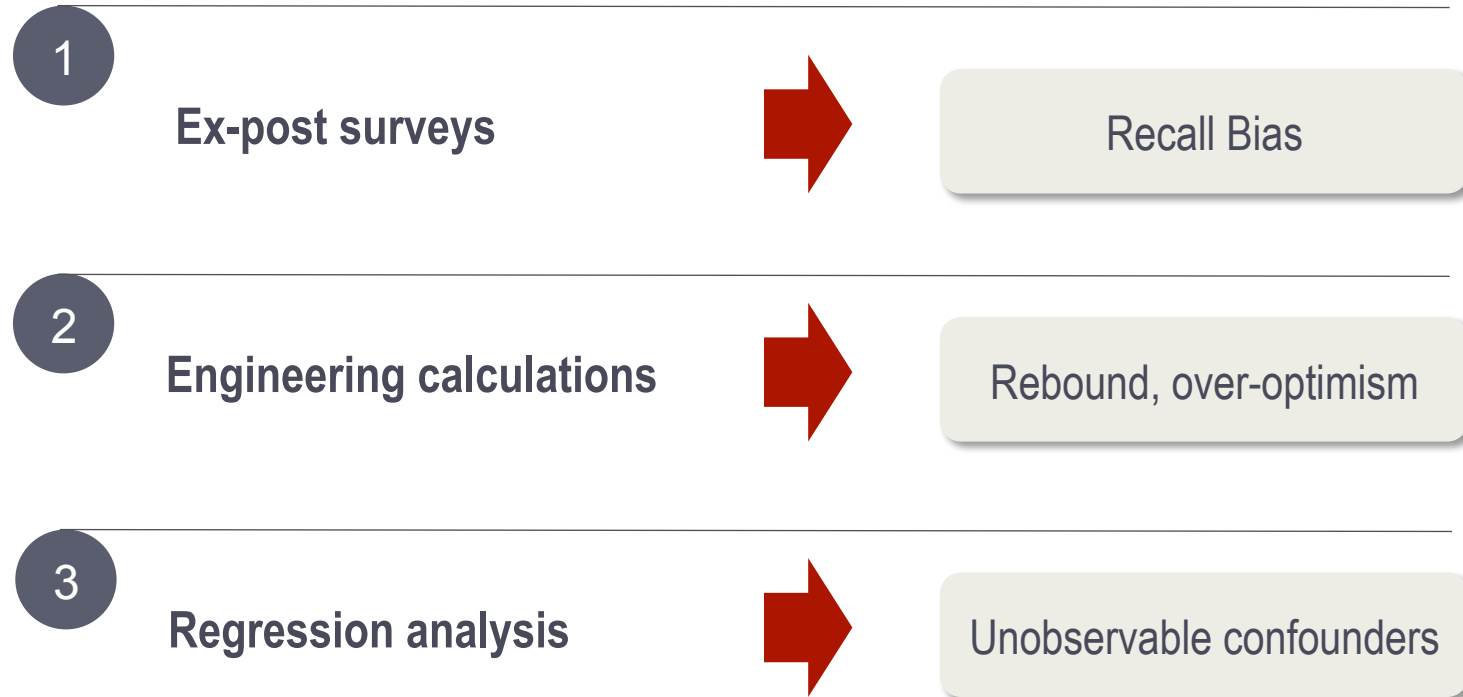 1
Ex-post surveys
Recall Bias
2
Engineering calculations
Rebound, over-optimism
3
Regression analysis
Unobservable confounders